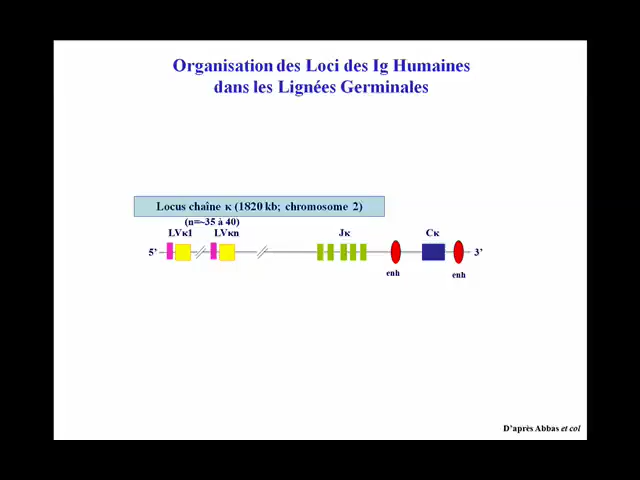 Organisation des Loci des Ig Humaines
dans les Lignées Germinales
Locus chaîne κ (1820 kb; chromosome 2)
(n=~35 à 40)
LVκ1 LVκn Jκ Cκ
5’ 3’
enh enh
D’après Abbas et col